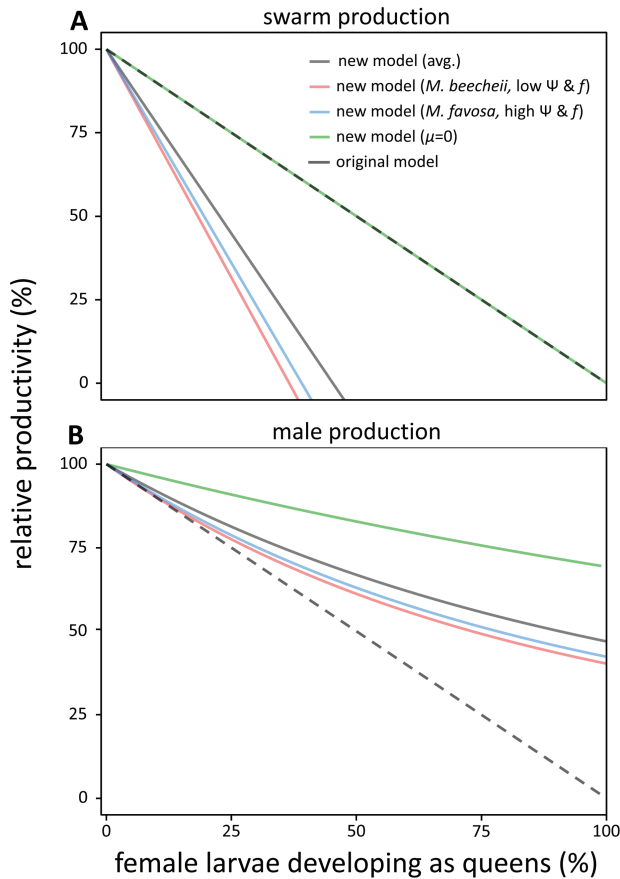 A
swarm production
100
75
50
25
0
new model (avg.)
new model (M. beecheii, low Ψ & f)
new model (M. favosa, high Ψ & f)
new model (μ=0)
original model
relative productivity (%)
B
male production
100
75
50
25
0
0 25 50 75 100
female larvae developing as queens (%)